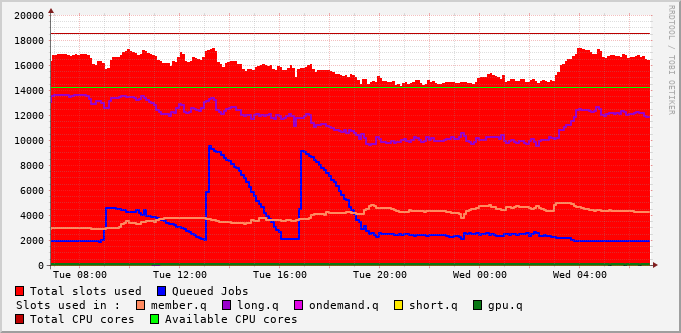 20000
18000
16000
14000
12000
10000
8000
6000
4000
2000
0
Tue 08:00 Tue 12:00 Tue 16:00 Tue 20:00 Wed 00:00 Wed 04:00
RRDTOOL / TOBI OETIKER
Total slots used Queued Jobs
Slots used in : member.q long.q ondemand.q short.q gpu.q
Total CPU cores Available CPU cores